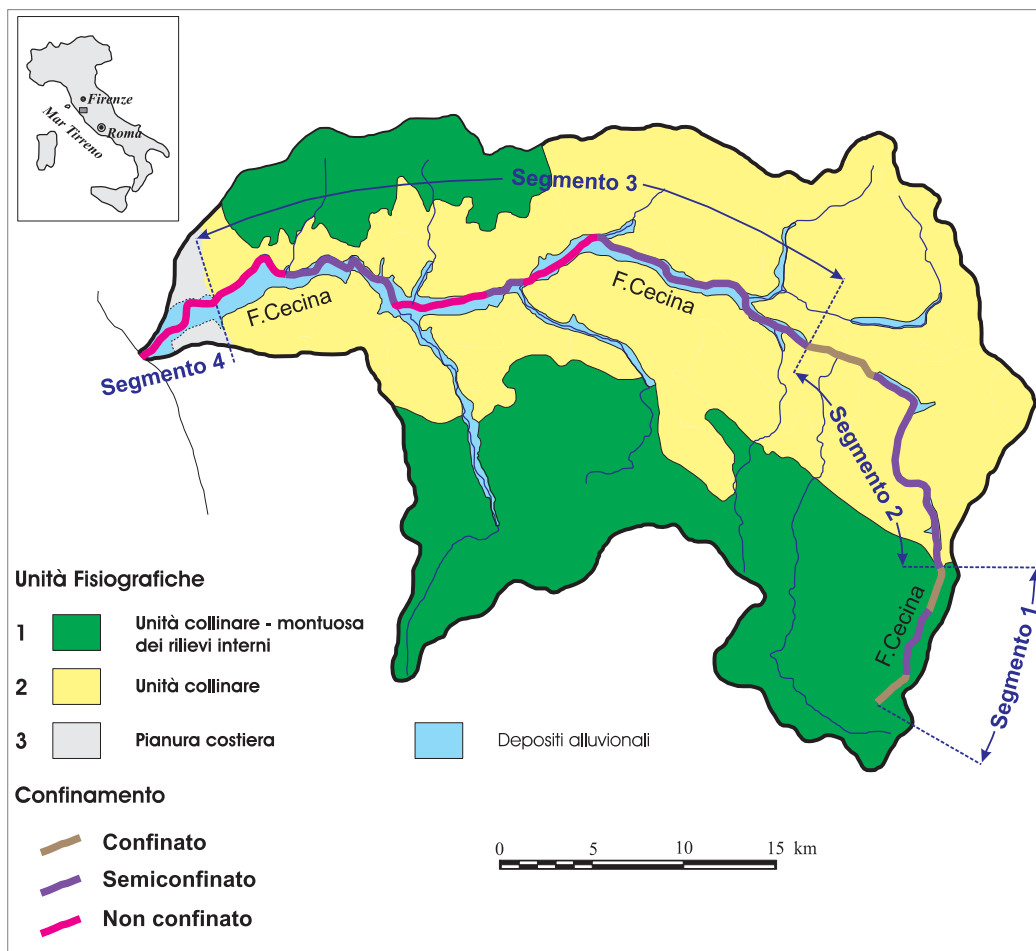 Firenze
Mar Tirreno
Roma
Segmento 3
F.Cecina
F.Cecina
Segmento 4
Segmento 2
F.Cecina
Segmento 1
Unità Fisiografiche
1 Unità collinare - montuosa
dei rilievi interni
2 Unità collinare
3 Pianura costiera
Depositi alluvionali
Confinamento
Confinato
Semiconfinato
Non confinato
0 5 10 15 km